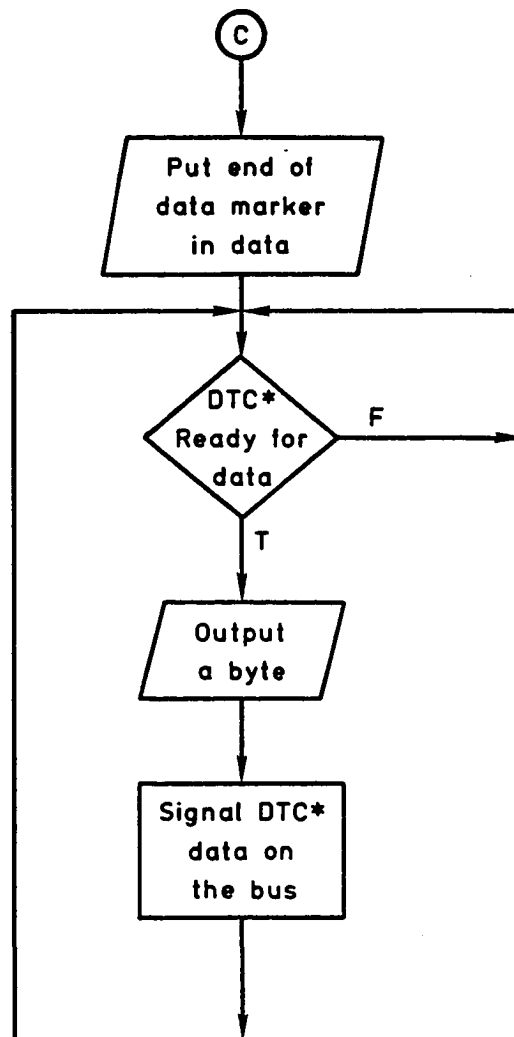 C
Put end of
data marker
in data
DTC*
Ready for
data
F
T
Output
a byte
Signal DTC*
data on
the bus